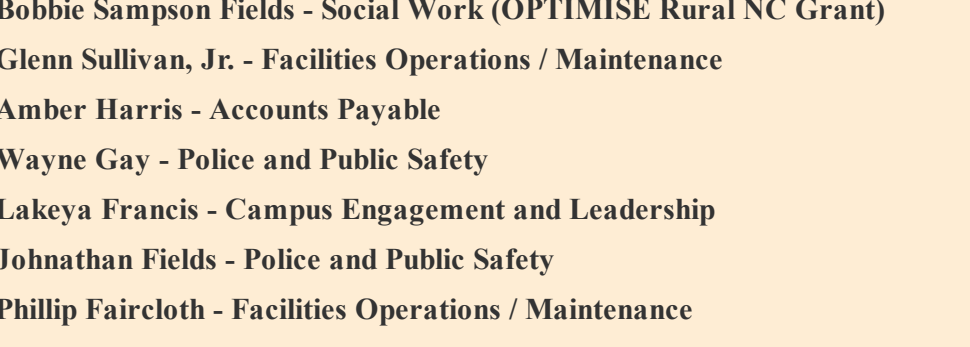 Bobbie Sampson Fields - Social Work (OPTIMISE Rural NC Grant)
Glenn Sullivan, Jr. - Facilities Operations / Maintenance
Amber Harris - Accounts Payable
Wayne Gay - Police and Public Safety
Lakeya Francis - Campus Engagement and Leadership
Johnathan Fields - Police and Public Safety
Phillip Faircloth - Facilities Operations / Maintenance